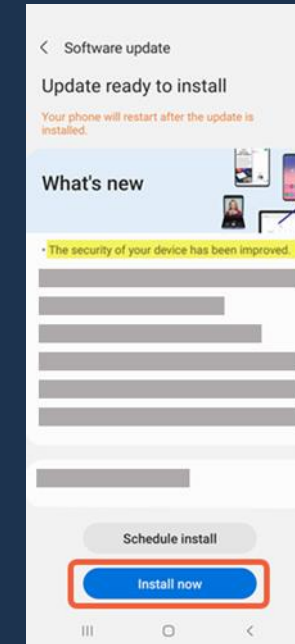 Software update
Update ready to install
Your phone will restart after the update is
installed.
What's new
• The security of your device has been improved.
Schedule install
Install now